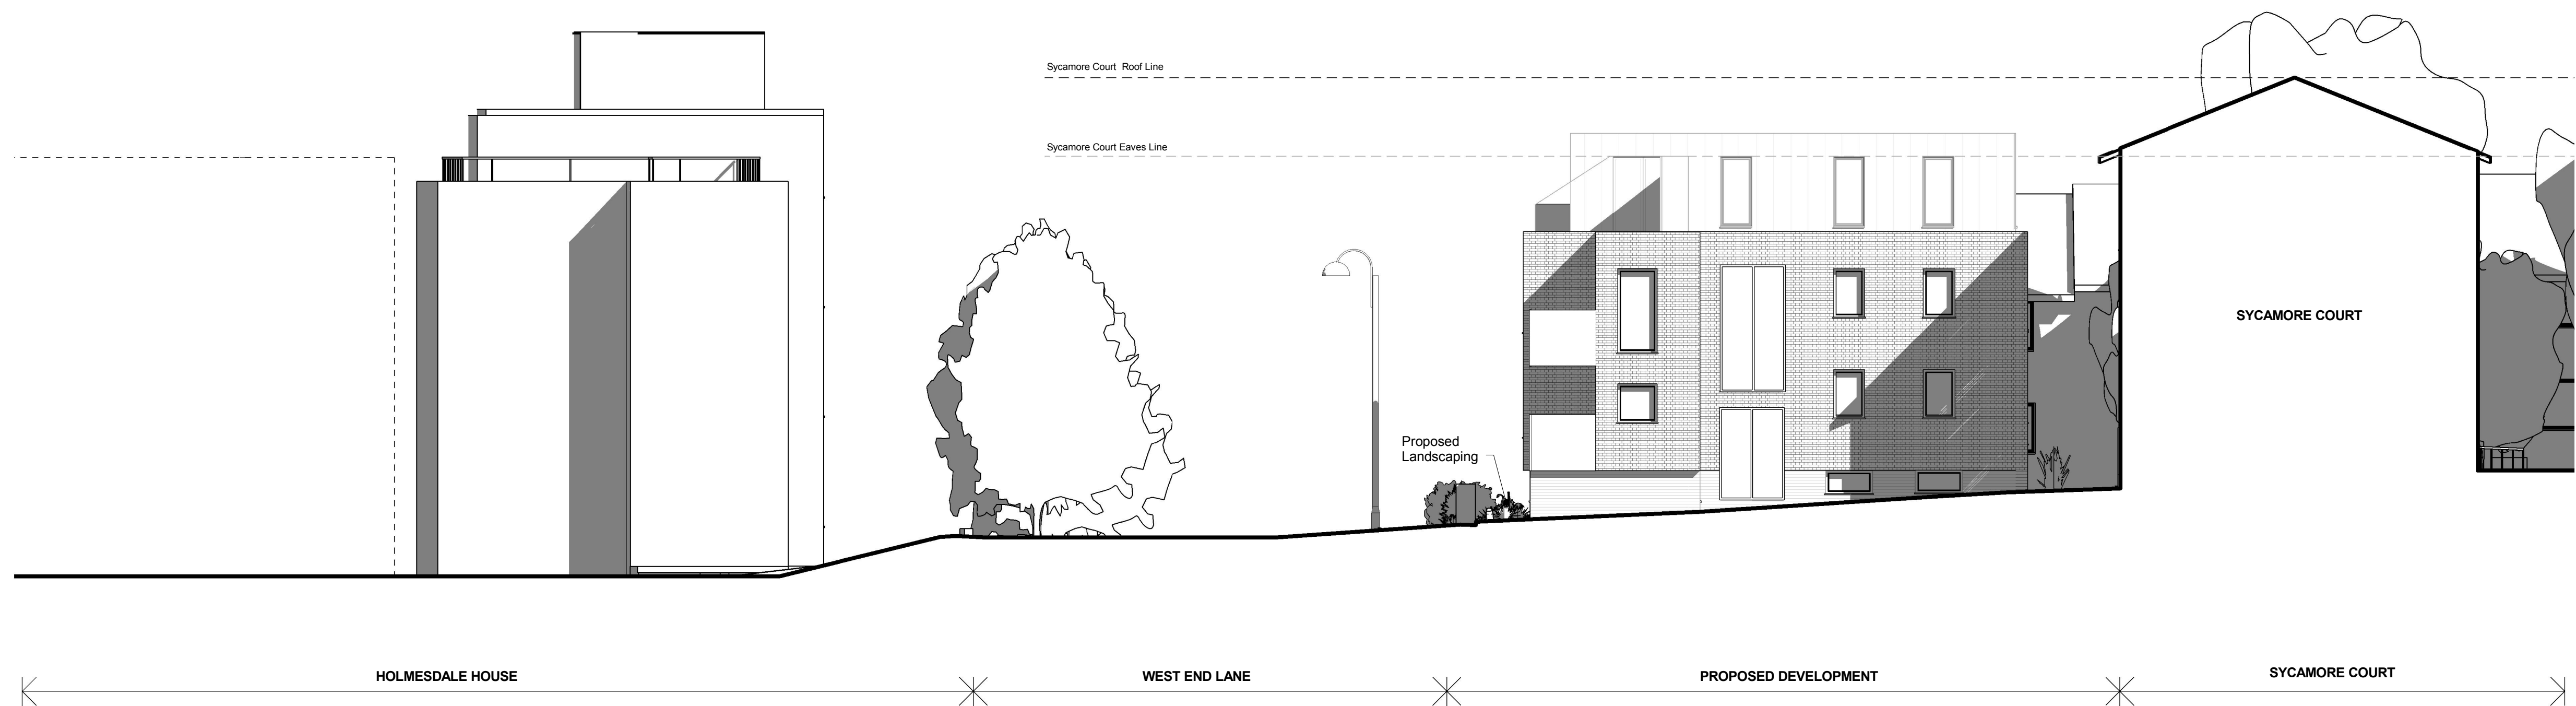 Sycamore Court Roof Line
Sycamore Court Eaves Line
SYCAMORE COURT
Proposed
Landscaping
HOLMESDALE HOUSE
WEST END LANE
PROPOSED DEVELOPMENT
SYCAMORE COURT